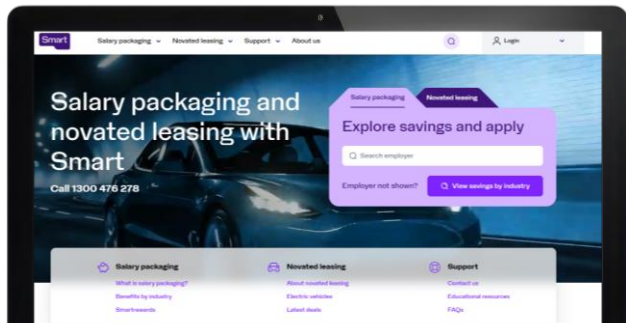 Smart
Salary packaging Novated leasing Support About us Login
Salary packaging and
novated leasing with
Smart
Call 1300 476 278
Salary packaging Novated leasing
Explore savings and apply
Search employer
Employer not shown? View savings by industry
Salary packaging Novated leasing Support
What is salary packaging? About novated leasing Contact us
Benefits by industry Electric vehicles Educational resources
Smartrewards Latest deals FAQs